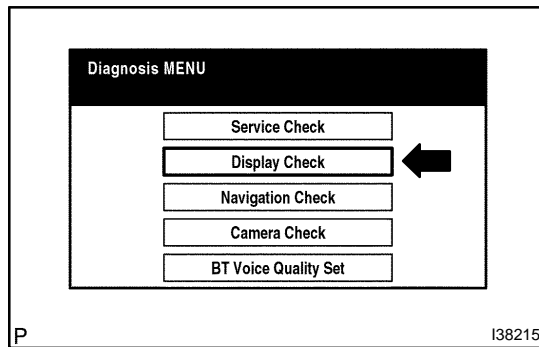 Diagnosis MENU
Service Check
Display Check
Navigation Check
Camera Check
BT Voice Quality Set
P
I38215